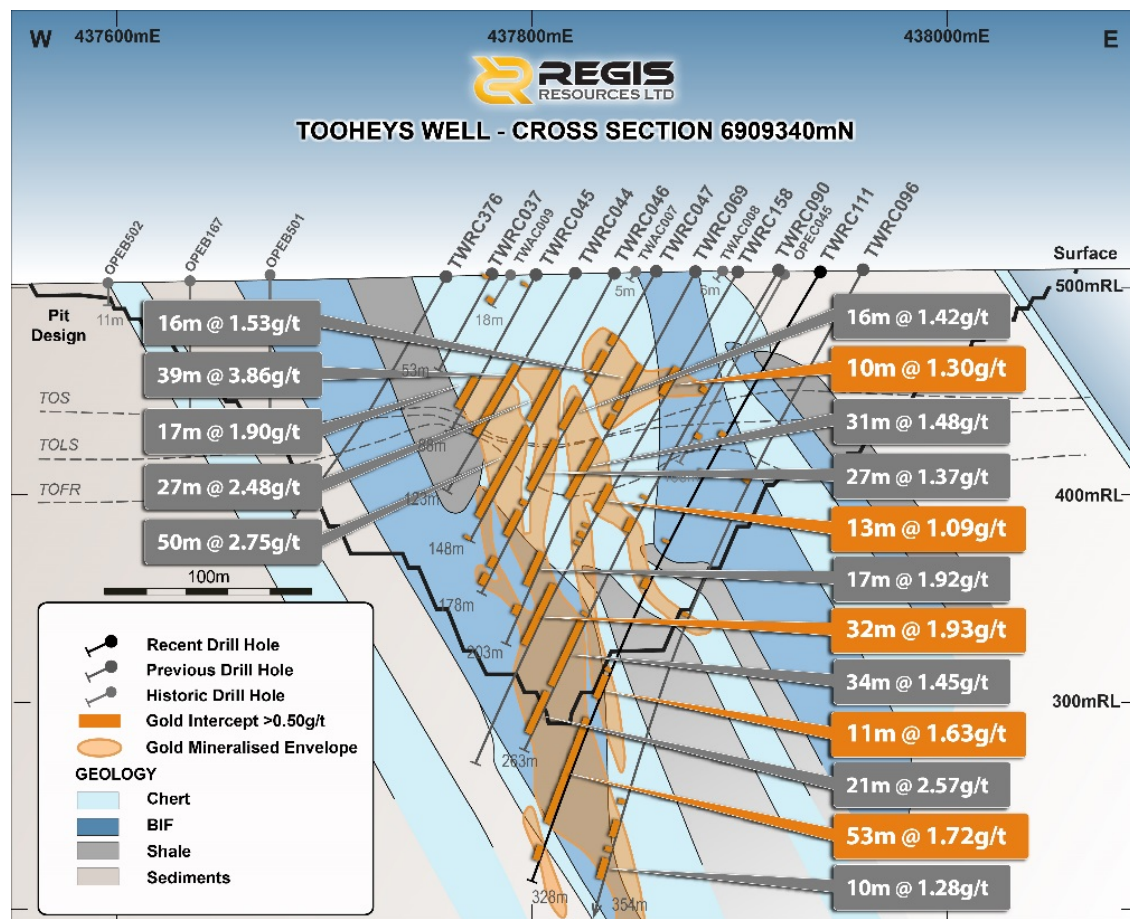 W
437600mE
437800mE
438000mE
E
REGIS
RESOURCES LTD
TOOHEYS WELL - CROSS SECTION 6909340mN
OPEB502
OPEB167
OPEB501
TWRC376
TWRC037
TWAC009
TWRC045
TWRC044
TWRC046
TWAC007
TWRC047
TWRC069
TWAC008
TWRC158
TWRC090
OPEC045
TWRC111
TWRC096
Surface
500mRL
Pit
Design
11m
18m
5m
6m
16m @ 1.53g/t
16m @ 1.42g/t
39m @ 3.86g/t
53m
10m @ 1.30g/t
TOS
17m @ 1.90g/t
31m @ 1.48g/t
TOLS
27m @ 2.48g/t
27m @ 1.37g/t
TOFR
123m
400mRL
50m @ 2.75g/t
13m @ 1.09g/t
148m
100m
17m @ 1.92g/t
178m
32m @ 1.93g/t
203m
34m @ 1.45g/t
300mRL
11m @ 1.63g/t
263m
21m @ 2.57g/t
53m @ 1.72g/t
10m @ 1.28g/t
328m
354m
Recent Drill Hole
Previous Drill Hole
Historic Drill Hole
Gold Intercept >0.50g/t
Gold Mineralised Envelope
GEOLOGY
Chert
BIF
Shale
Sediments